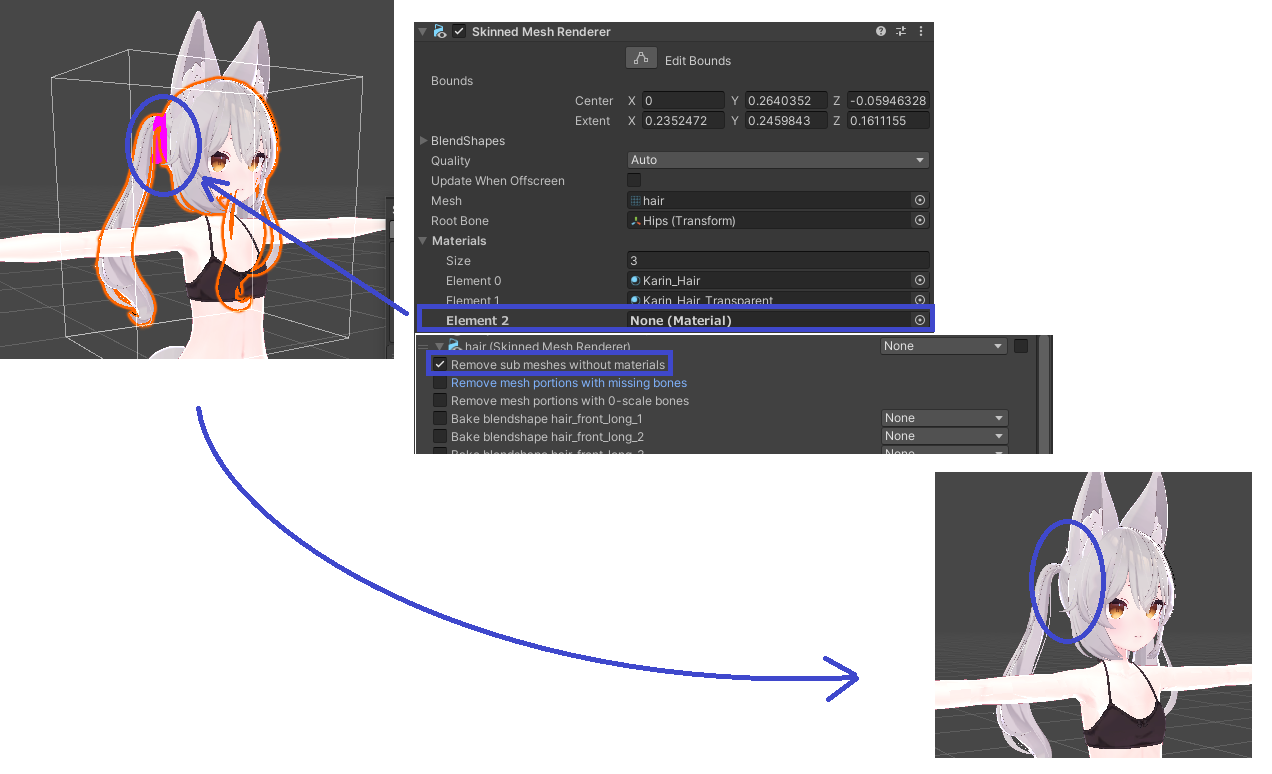 Skinned Mesh Renderer
Edit Bounds
Bounds
Center X 0 Y 0.2640352 Z -0.05946328
Extent X 0.2352472 Y 0.2459843 Z 0.1611155
BlendShapes
Quality Auto
Update When Offscreen
Mesh hair
Root Bone Hips (Transform)
Materials
Size 3
Element 0 Karin_Hair
Element 1 Karin_Hair_Transparent
Element 2 None (Material)
hair (Skinned Mesh Renderer) None
Remove sub meshes without materials
Remove mesh portions with missing bones
Remove mesh portions with 0-scale bones
Bake blendshape hair_front_long_1 None
Bake blendshape hair_front_long_2 None
Bake blendshape hair_front_long_3 None